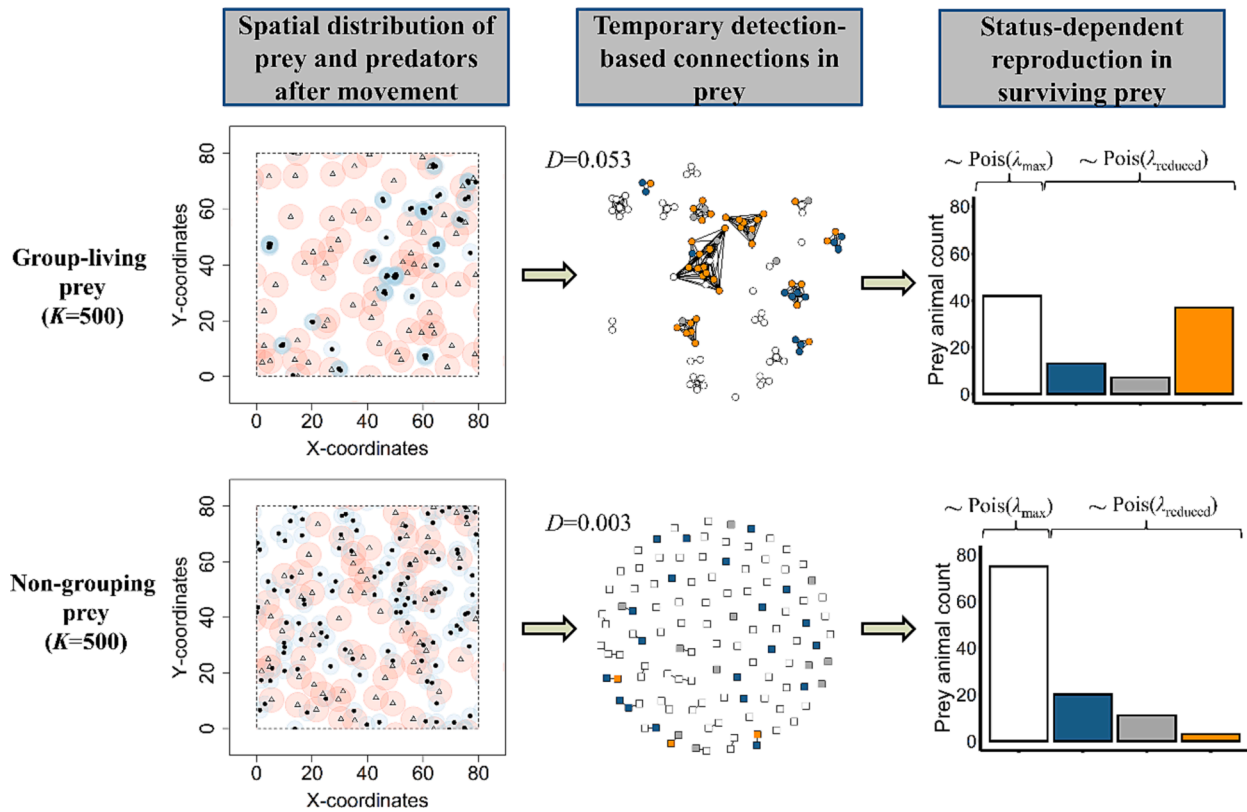 Spatial distribution of
prey and predators
after movement
Temporary detection-
based connections in
prey
Status-dependent
reproduction in
surviving prey
Group-living
prey
(K=500)
80
60
40
20
0
Y-coordinates
0 20 40 60 80
X-coordinates
D=0.053
~ Pois(λmax) ~ Pois(λreduced)
80
60
40
20
0
Prey animal count
Non-grouping
prey
(K=500)
80
60
40
20
0
Y-coordinates
0 20 40 60 80
X-coordinates
D=0.003
~ Pois(λmax) ~ Pois(λreduced)
80
60
40
20
0
Prey animal count